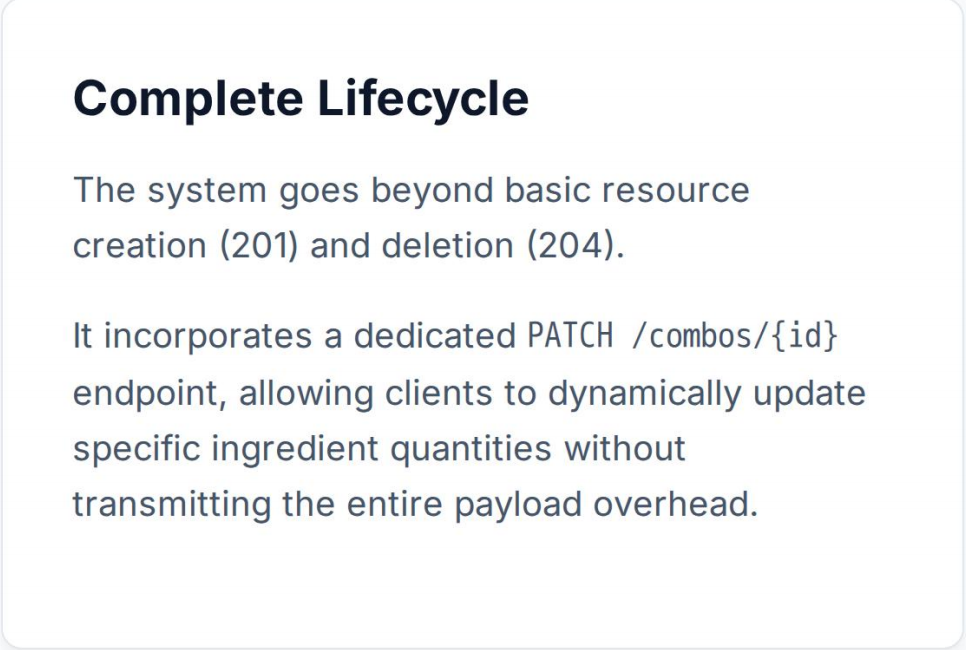 Complete Lifecycle
The system goes beyond basic resource
creation (201) and deletion (204).
It incorporates a dedicated PATCH /combos/{id}
endpoint, allowing clients to dynamically update
specific ingredient quantities without
transmitting the entire payload overhead.